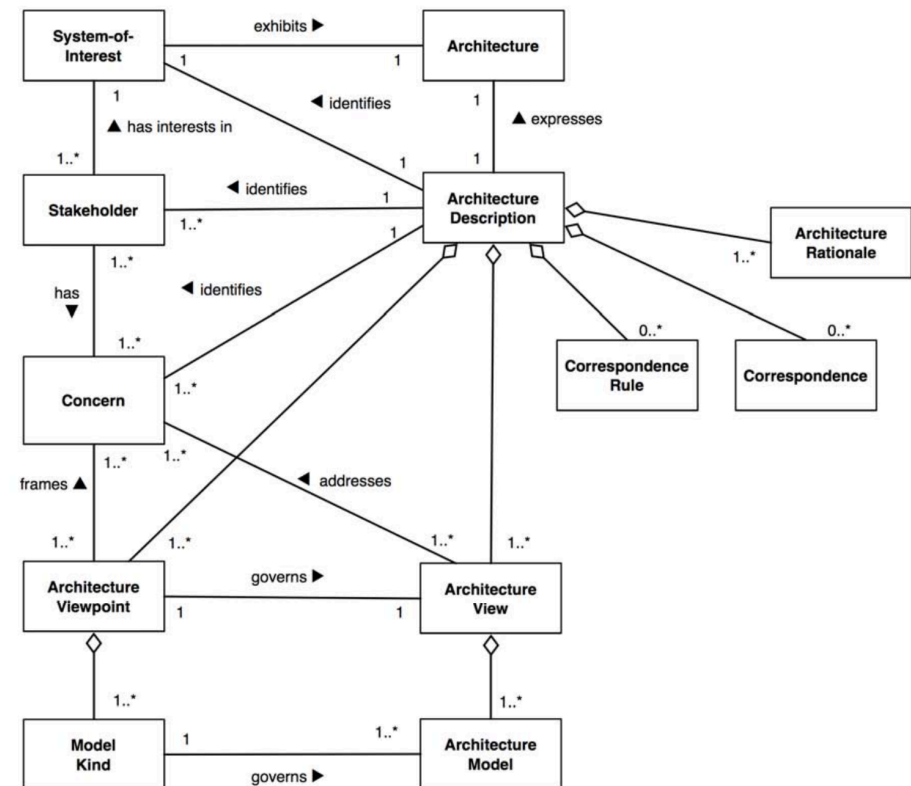 System-of-
Interest
exhibits ▶
Architecture
1
1
1
◀ identifies
1
▲ has interests in
▲ expresses
1..*
1
1
Stakeholder
◀ identifies
1
1..*
Architecture
Description
1
Architecture
Rationale
1..*
1..*
has
▼
◀ identifies
1..*
0..*
0..*
Correspondence
Rule
Correspondence
1..*
Concern
1..*
1..*
frames ▲
◀ addresses
1..*
1..*
1..*
1..*
Architecture
Viewpoint
governs ▶
Architecture
View
1
1
1..*
1..*
Model
Kind
1
1..*
Architecture
Model
governs ▶